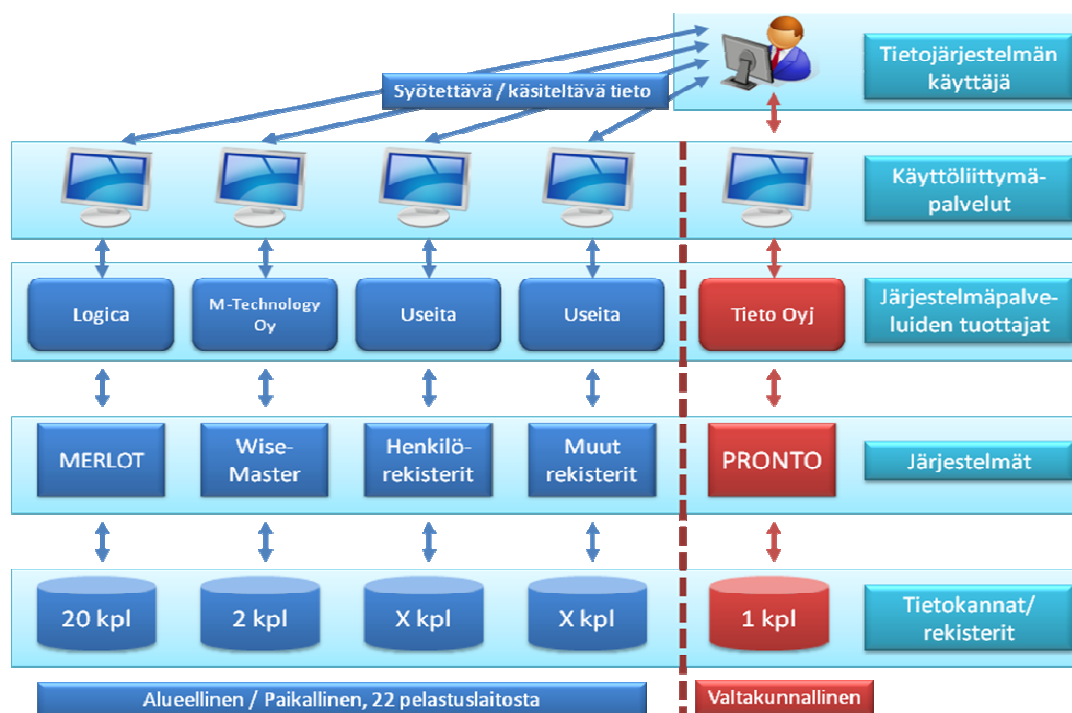 Tietojärjestelmän
käyttäjä
Syötettävä / käsiteltävä tieto
Käyttöliittymä-
palvelut
Logica
M-Technology
Oy
Useita
Useita
Tieto Oyj
Järjestelmäpalve-
luiden tuottajat
MERLOT
Wise-
Master
Henkilö-
rekisterit
Muut
rekisterit
PRONTO
Järjestelmät
20 kpl
2 kpl
X kpl
X kpl
1 kpl
Tietokannat/
rekisterit
Alueellinen / Paikallinen, 22 pelastuslaitosta
Valtakunnallinen